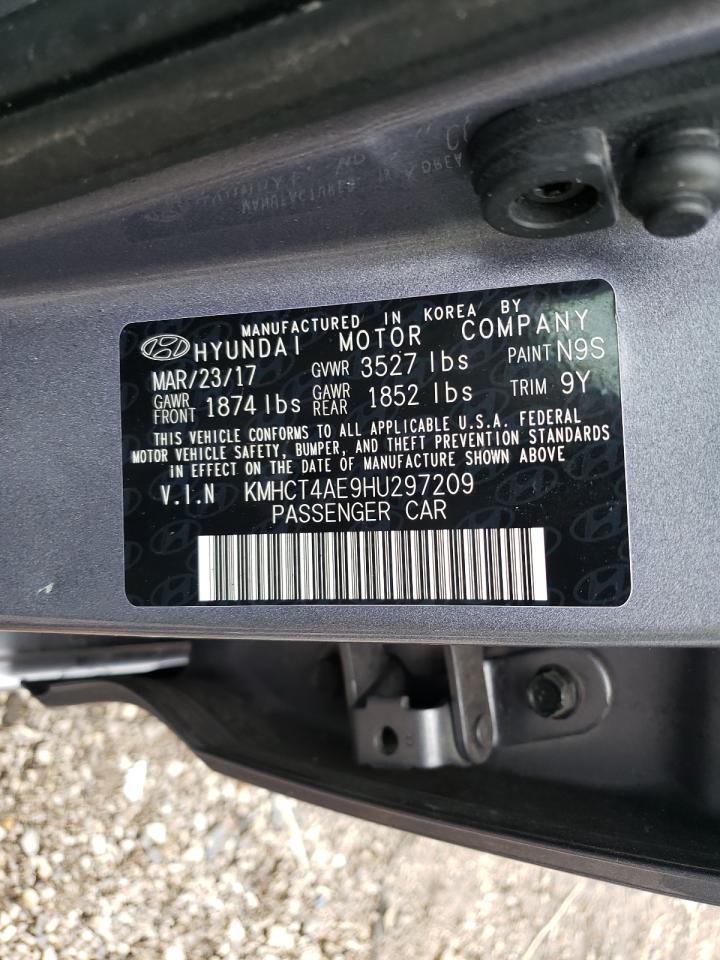 MANUFACTURED IN KOREA BY
HYUNDAI MOTOR COMPANY
MAR/23/17 GVWR 3527 lbs PAINT N9S
GAWR FRONT 1874 lbs GAWR REAR 1852 lbs TRIM 9Y
THIS VEHICLE CONFORMS TO ALL APPLICABLE U.S.A. FEDERAL
MOTOR VEHICLE SAFETY, BUMPER, AND THEFT PREVENTION STANDARDS
IN EFFECT ON THE DATE OF MANUFACTURE SHOWN ABOVE
V.I.N KMHCT4AE9HU297209
PASSENGER CAR